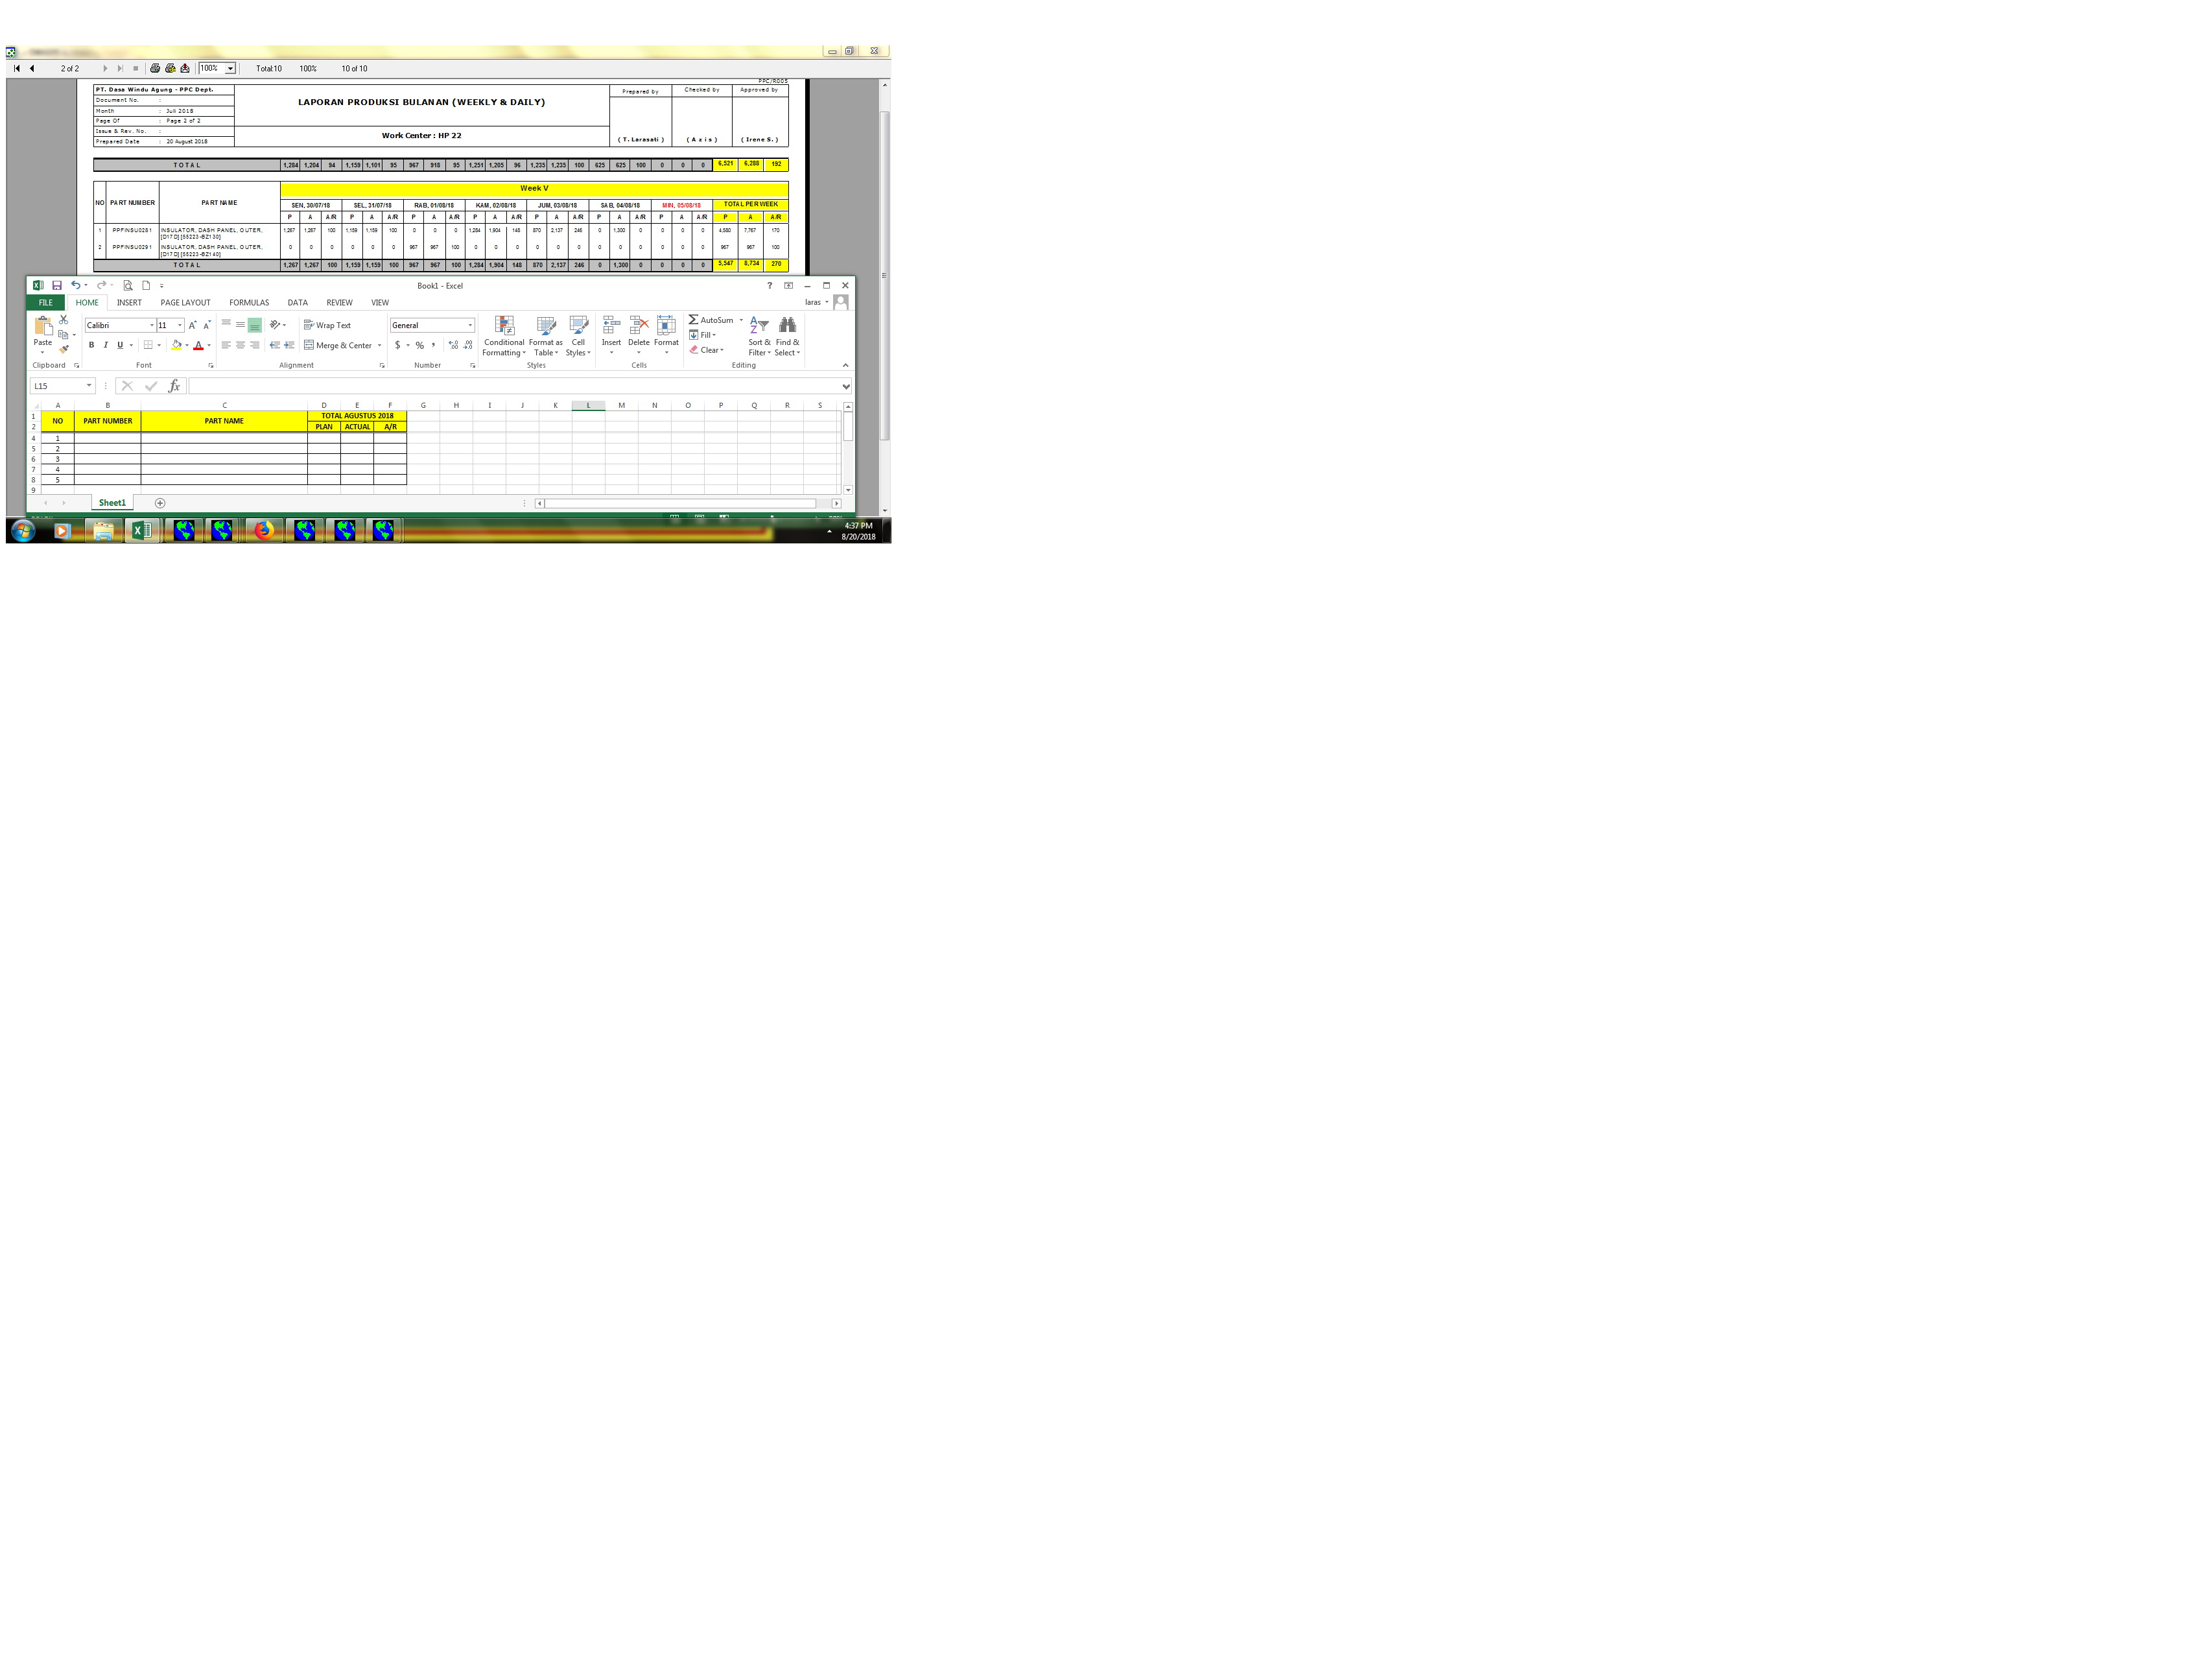 2 of 2 100% Total:10 100% 10 of 10
PPC/R005
PT. Dasa Windu Agung - PPC Dept.
Document No. :
Month : Juli 2018
Page Of : Page 2 of 2
Issue & Rev. No. :
Prepared Date : 20 August 2018
LAPORAN PRODUKSI BULANAN (WEEKLY & DAILY)
Work Center : HP 22
Prepared by Checked by Approved by
( T. Larasati ) ( A z i s ) ( Irene S. )
T O T A L 1,284 1,204 94 1,159 1,101 95 967 918 95 1,251 1,205 96 1,235 1,235 100 625 625 100 0 0 0 6,521 6,288 192
NO PART NUMBER PART NAME Week V
SEN, 30/07/18 SEL, 31/07/18 RAB, 01/08/18 KAM, 02/08/18 JUM, 03/08/18 SAB, 04/08/18 MIN, 05/08/18 TOTAL PER WEEK
P A A/R P A A/R P A A/R P A A/R P A A/R P A A/R P A A/R P A A/R
1 PPFINSU0281 INSULATOR, DASH PANEL, OUTER, 1,267 1,267 100 1,159 1,159 100 0 0 0 1,284 1,904 148 870 2,137 246 0 1,300 0 0 0 0 4,580 7,767 170
[D17D] [55223-BZ130]
2 PPFINSU0291 INSULATOR, DASH PANEL, OUTER, 0 0 0 0 0 0 967 967 100 0 0 0 0 0 0 0 0 0 0 0 0 967 967 100
[D17D] [55223-BZ140]
T O T A L 1,267 1,267 100 1,159 1,159 100 967 967 100 1,284 1,904 148 870 2,137 246 0 1,300 0 0 0 0 5,547 8,734 270
Book1 - Excel
FILE HOME INSERT PAGE LAYOUT FORMULAS DATA REVIEW VIEW laras
Paste Calibri 11 Wrap Text General Conditional Formatting Format as Table Cell Styles Insert Delete Format AutoSum Fill Clear Sort & Filter Find & Select
B I U Merge & Center $ %
Clipboard Font Alignment Number Styles Cells Editing
L15 fx
A B C D E F G H I J K L M N O P Q R S
1 NO PART NUMBER PART NAME TOTAL AGUSTUS 2018
2 PLAN ACTUAL A/R
4 1
5 2
6 3
7 4
8 5
9
Sheet1
4:37 PM
8/20/2018